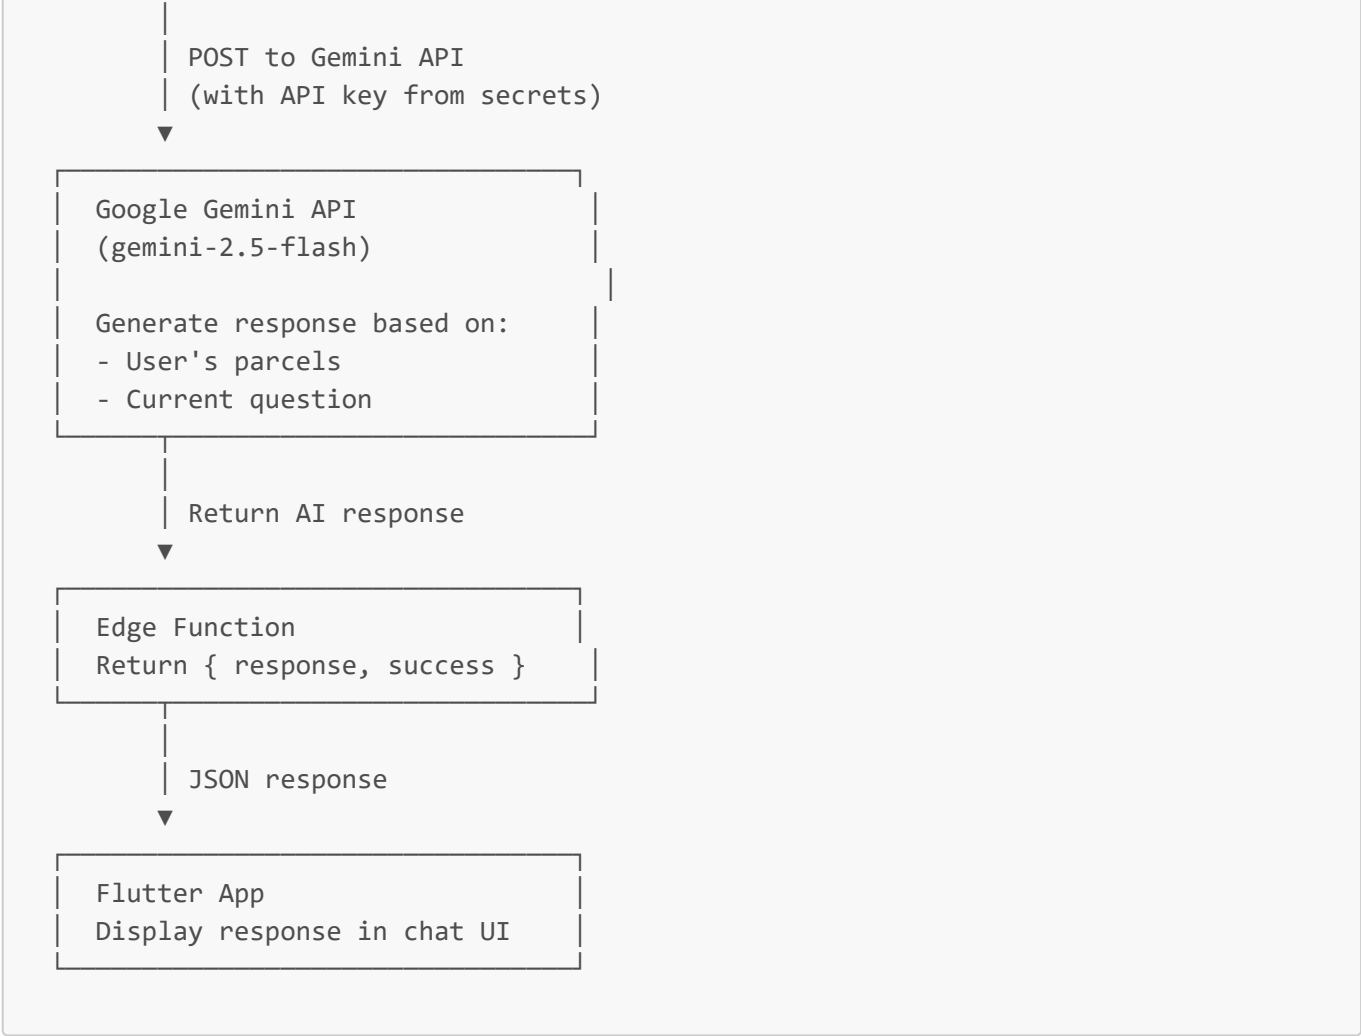 POST to Gemini API
(with API key from secrets)
▼
Google Gemini API
(gemini-2.5-flash)
Generate response based on:
- User's parcels
- Current question
Return AI response
▼
Edge Function
Return { response, success }
JSON response
▼
Flutter App
Display response in chat UI